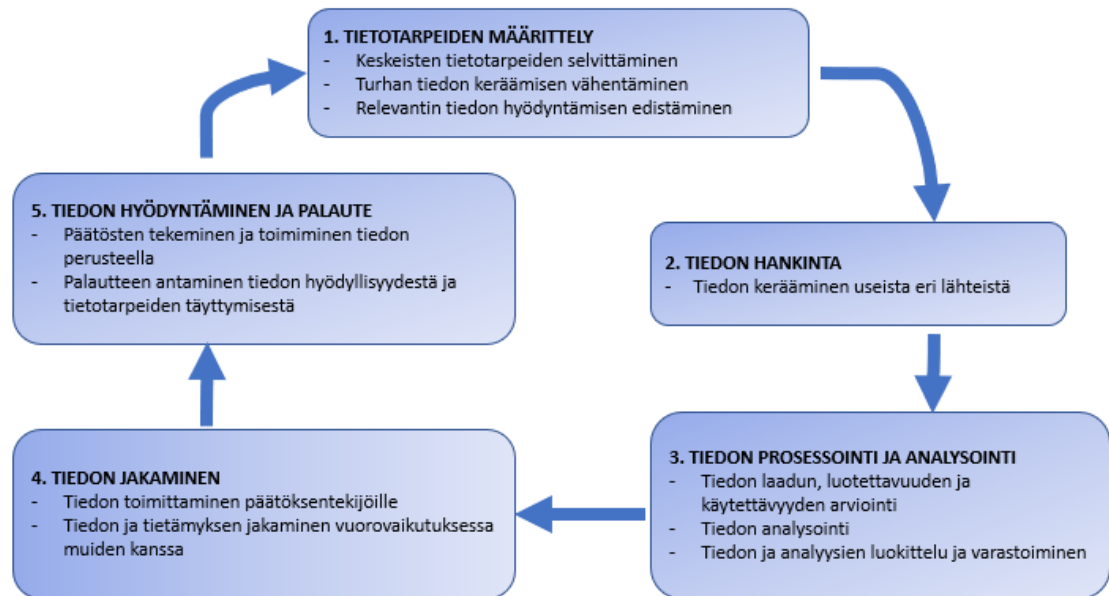 1. TIETOTARPEIDEN MÄÄRITTELY
- Keskeisten tietotarpeiden selvittäminen
- Turhan tiedon keräämisen vähentäminen
- Relevantin tiedon hyödyntämisen edistäminen
2. TIEDON HANKINTA
- Tiedon kerääminen useista eri lähteistä
3. TIEDON PROSESSOINTI JA ANALYSOINTI
- Tiedon laadun, luotettavuuden ja
käytettävyyden arviointi
- Tiedon analysointi
- Tiedon ja analyysien luokittelu ja varastoiminen
4. TIEDON JAKAMINEN
- Tiedon toimittaminen päätöksentekijöille
- Tiedon ja tietämyksen jakaminen vuorovaikutuksessa
muiden kanssa
5. TIEDON HYÖDYNTÄMINEN JA PALAUTE
- Päätösten tekeminen ja toimiminen tiedon
perusteella
- Palautteen antaminen tiedon hyödyllisyydestä ja
tietotarpeiden täyttymisestä